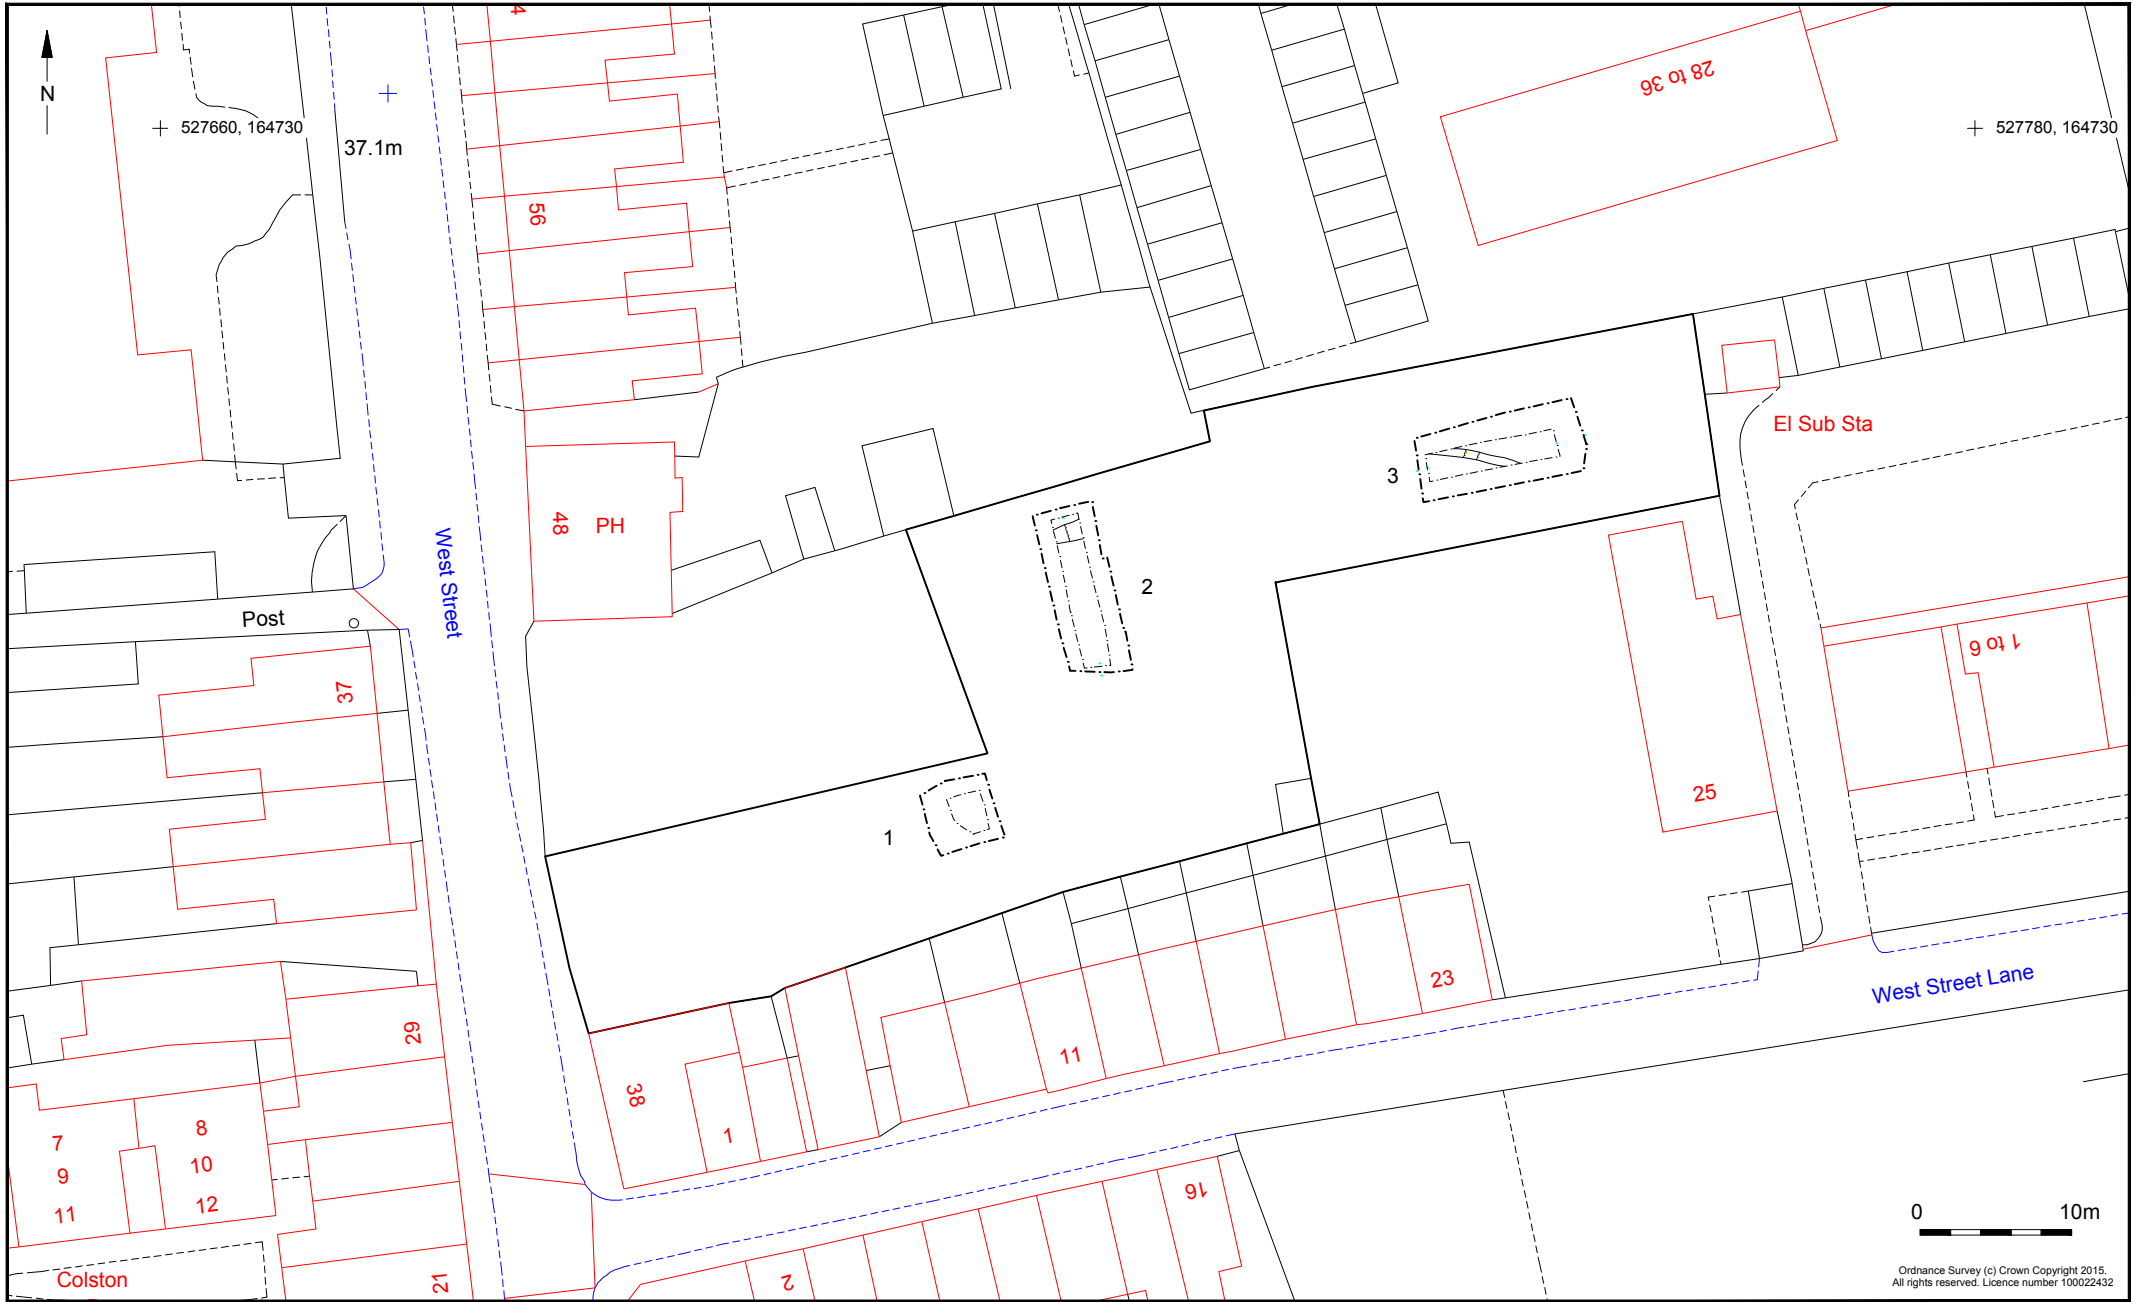 4
28 to 36
N
527660, 164730
527780, 164730
37.1m
56
El Sub Sta
3
48 PH
West Street
2
Post
1 to 6
37
25
1
23
West Street Lane
29
11
38
1
7
8
9
10
11
12
16
0 10m
Colston
21
2
Ordnance Survey (c) Crown Copyright 2015.
All rights reserved. Licence number 100022432